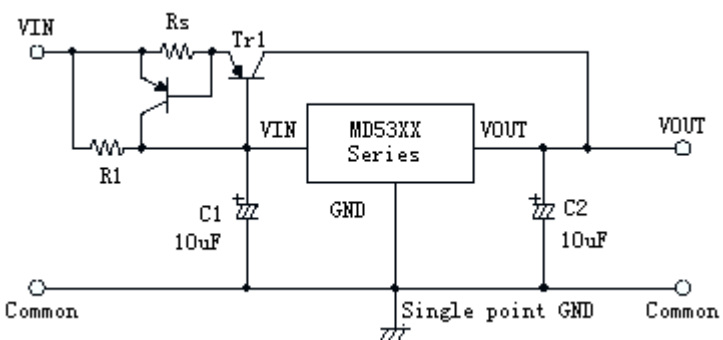 VIN
Rs
Tr1
VIN
MD53XX
Series
VOUT
VOUT
R1
C1
10uF
GND
C2
10uF
Common
Single point GND
Common